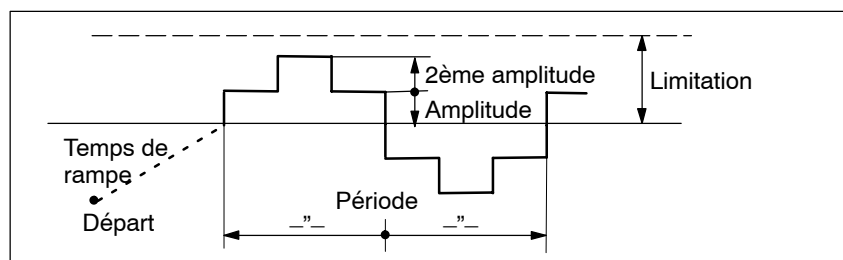 2ème amplitude
Limitation
Amplitude
Temps de
rampe
Départ
Période
–”–
–”–